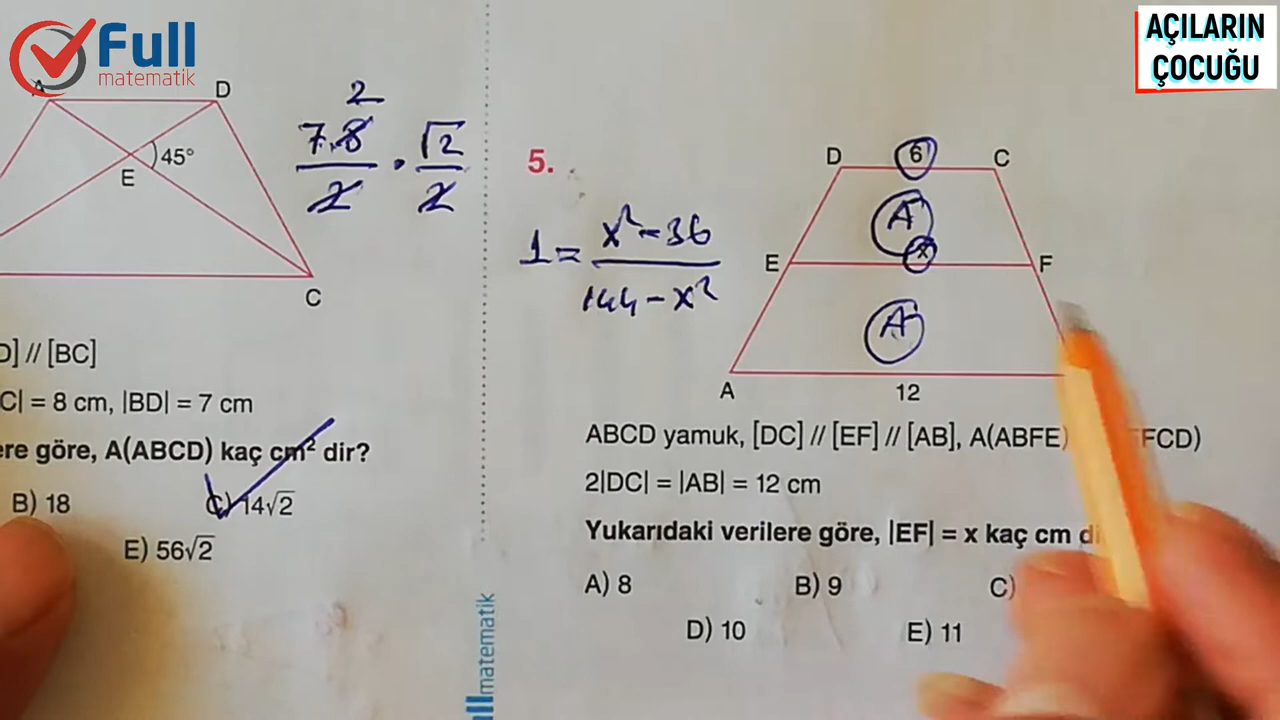 Full
matematik
AÇILARIN
ÇOCUĞU
A
D
E
45°
C
2
7.8/2 . √2/2
D] // [BC]
C| = 8 cm, |BD| = 7 cm
ere göre, A(ABCD) kaç cm² dir?
B) 18
C) 14√2
E) 56√2
5.
1 = x²-36/144-x²
D
6
C
A
E
x
F
A
A
12
ABCD yamuk, [DC] // [EF] // [AB], A(ABFE) FCD)
2|DC| = |AB| = 12 cm
Yukarıdaki verilere göre, |EF| = x kaç cm di
A) 8
B) 9
C)
D) 10
E) 11
matematik